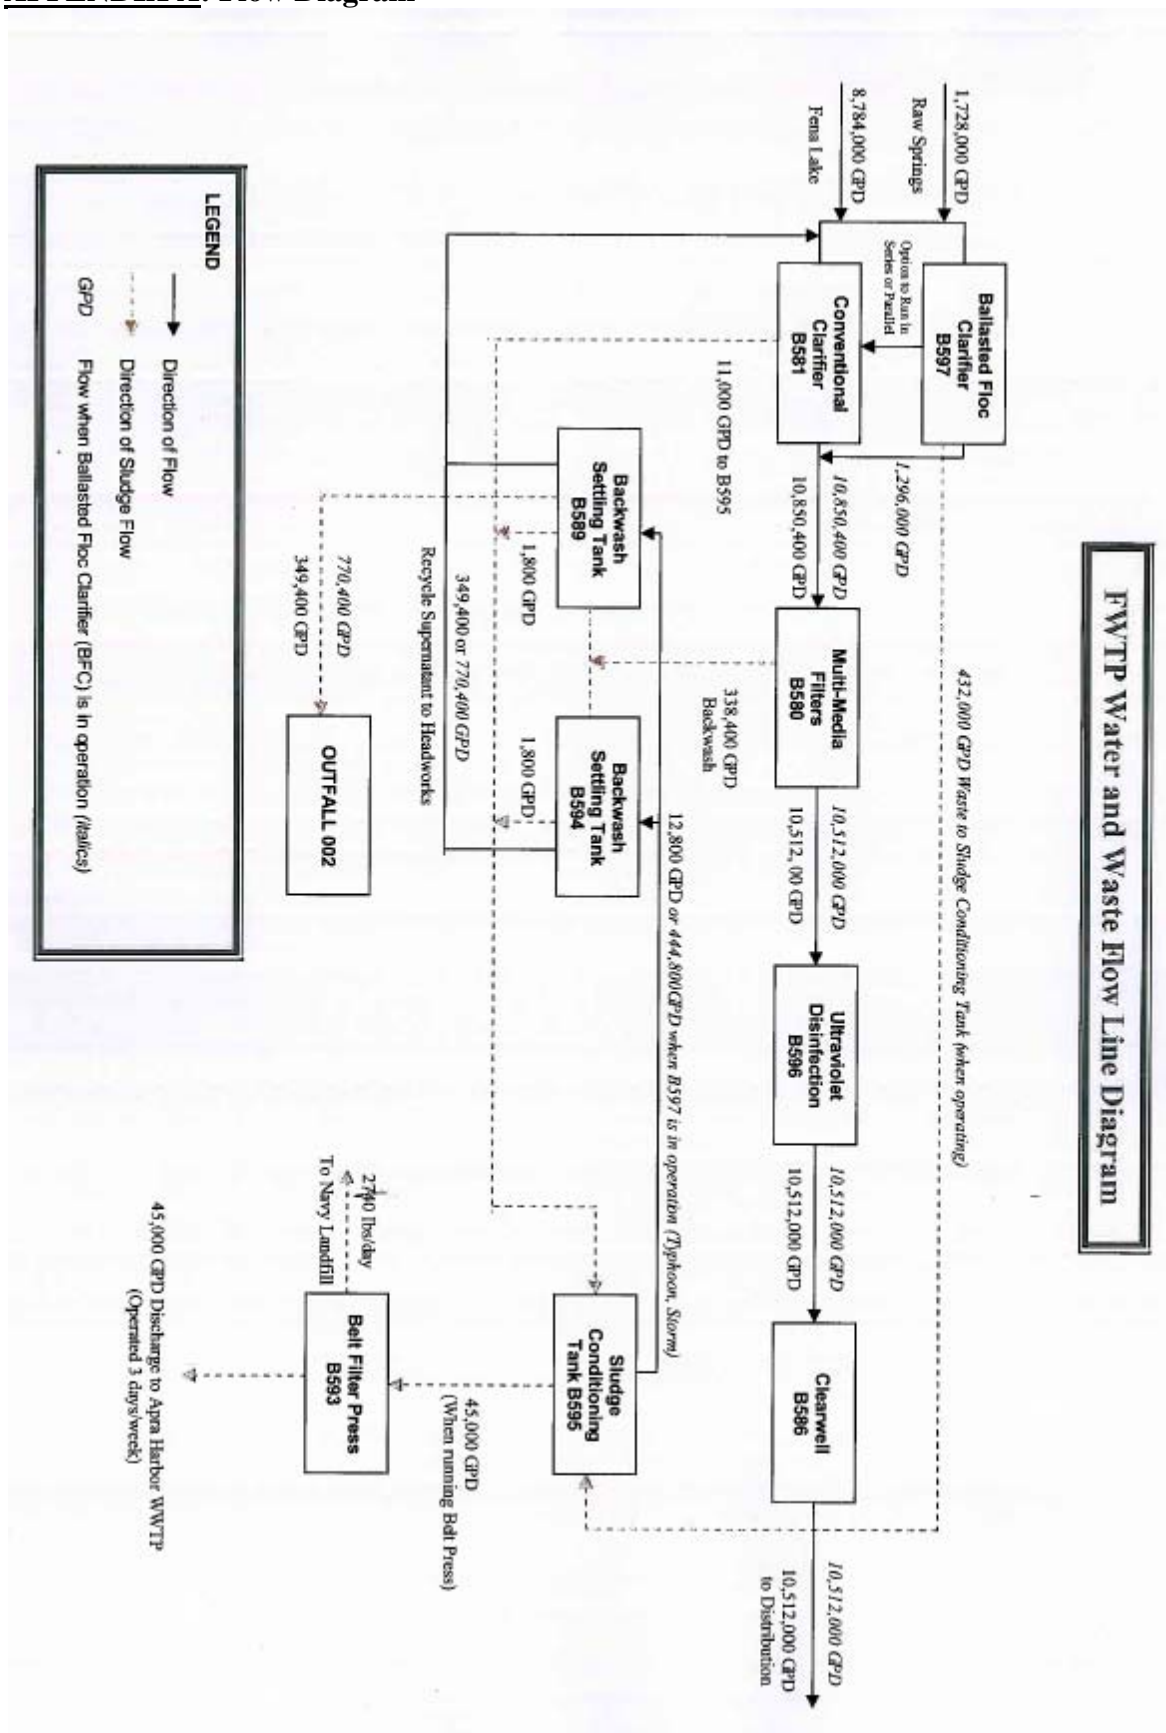 APPENDIX A: Flow Diagram
FWTP Water and Waste Flow Line Diagram
1,728,000 GPD
Raw Springs
8,784,000 GPD
Fena Lake
Ballasted Floc
Clarifier
B597
Option to Run in
Series or Parallel
Conventional
Clarifier
B581
432,000 GPD Waste to Sludge Conditioning Tank (when operating)
1,296,000 GPD
10,850,400 GPD
10,850,400 GPD
Multi-Media
Filters
B580
10,512,000 GPD
10,512, 00 GPD
Ultraviolet
Disinfection
B596
10,512,000 GPD
10,512,000 GPD
Clearwell
B586
10,512,000 GPD
10,512,000 GPD
to Distribution
11,000 GPD to B595
338,400 GPD
Backwash
12,800 GPD or 444,800GPD when B597 is in operation (Typhoon, Storm)
Backwash
Settling Tank
B589
Backwash
Settling Tank
B594
Sludge
Conditioning
Tank B595
1,800 GPD
1,800 GPD
349,400 or 770,400 GPD
Recycle Supernatant to Headworks
45,000 GPD
(When running Belt Press)
770,400 GPD
349,400 GPD
OUTFALL 002
2740 lbs/day
To Navy Landfill
Belt Filter Press
B593
45,000 GPD Discharge to Apra Harbor WWTP
(Operated 3 days/week)
LEGEND
Direction of Flow
Direction of Sludge Flow
GPD Flow when Ballasted Floc Clarifier (BFC) is in operation (italics)